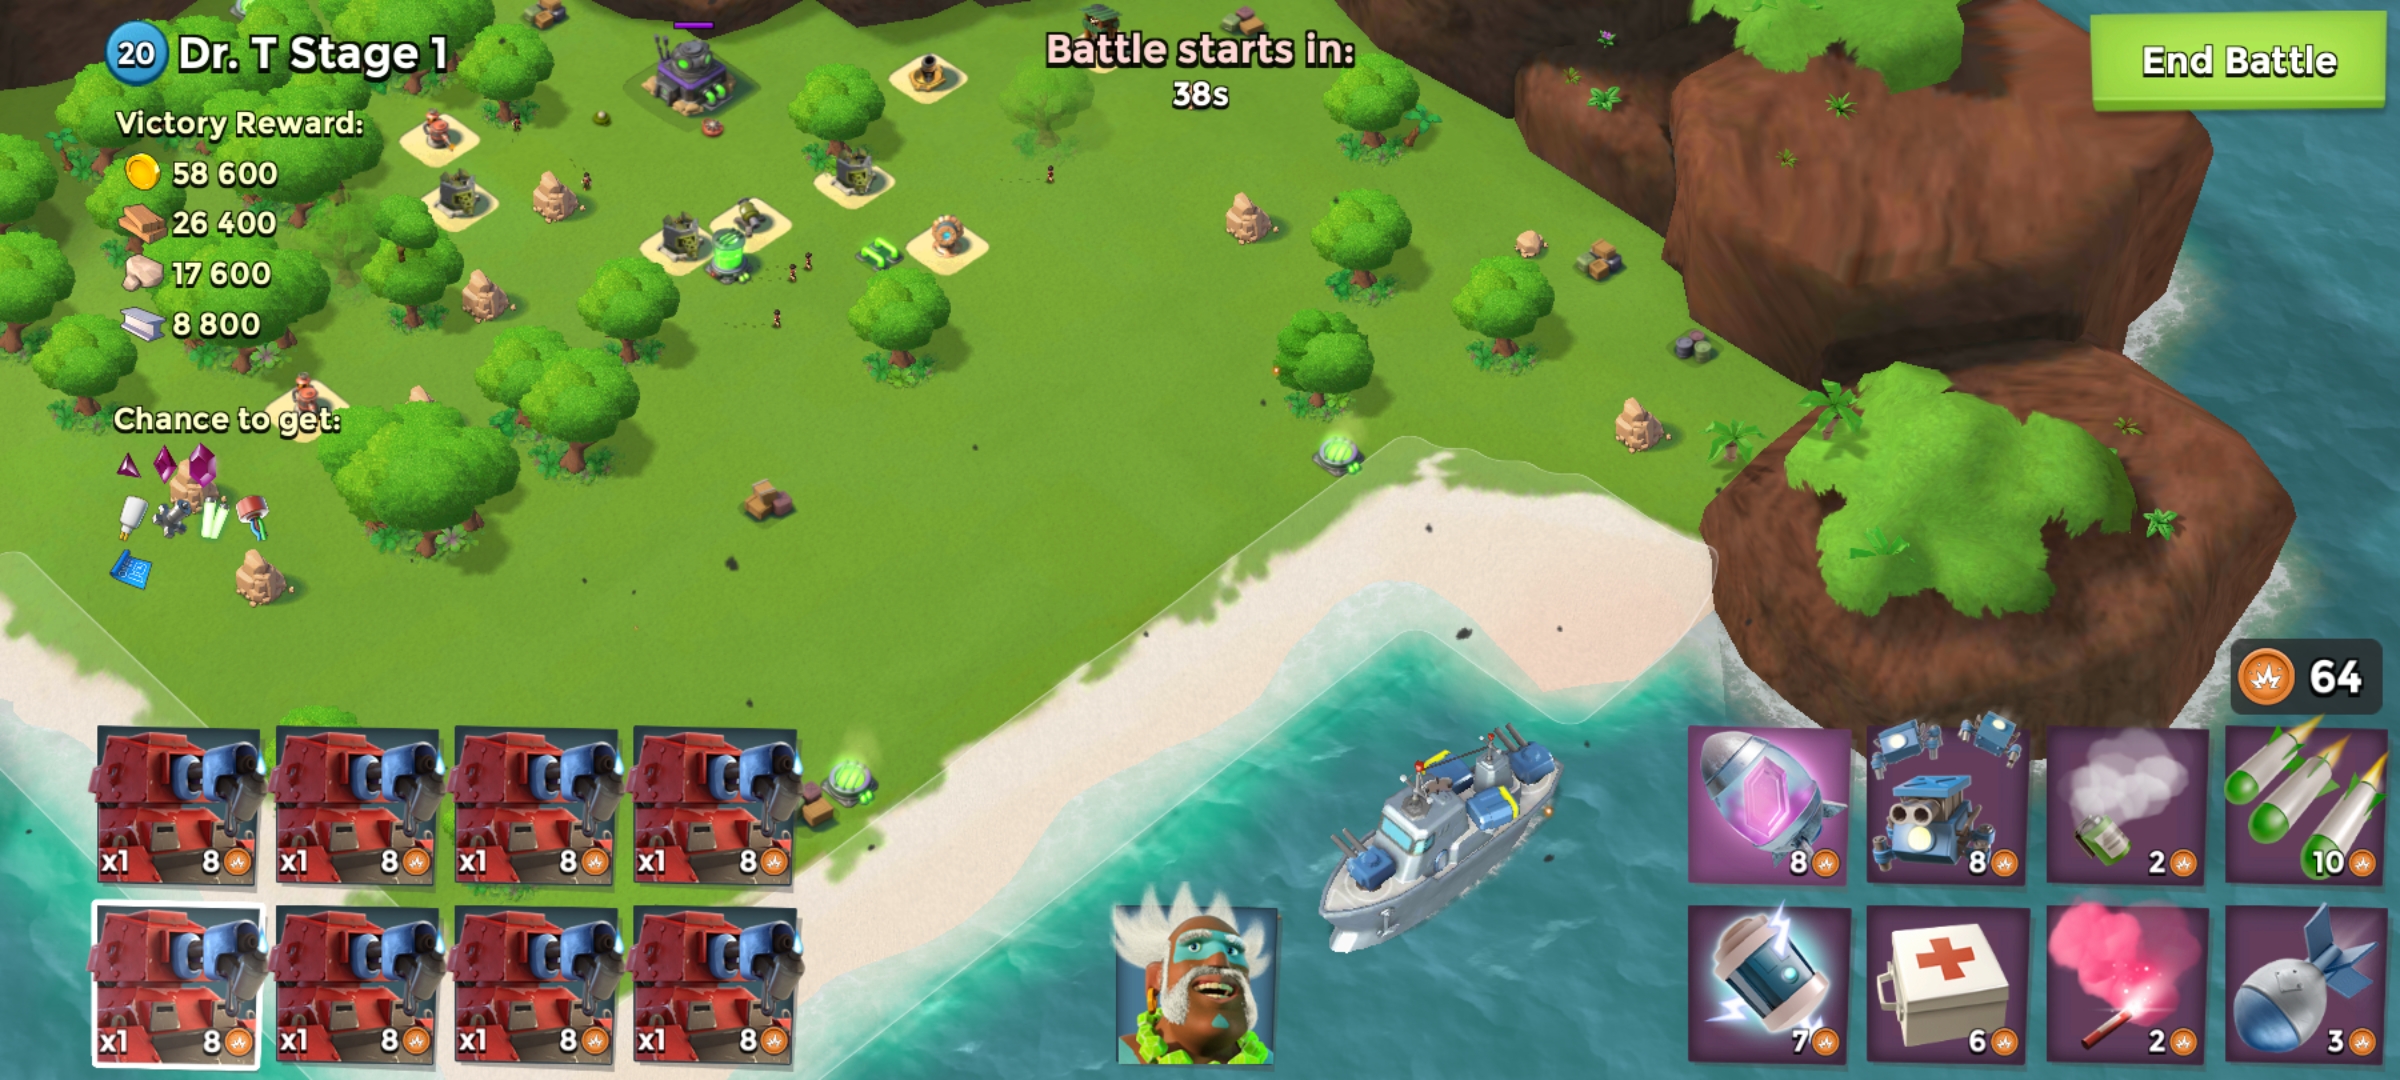 20 Dr. T Stage 1
Battle starts in:
38s
End Battle
Victory Reward:
58 600
26 400
17 600
8 800
Chance to get:
64
x1 8
x1 8
x1 8
x1 8
8
8
2
10
x1 8
x1 8
x1 8
x1 8
7
6
2
3